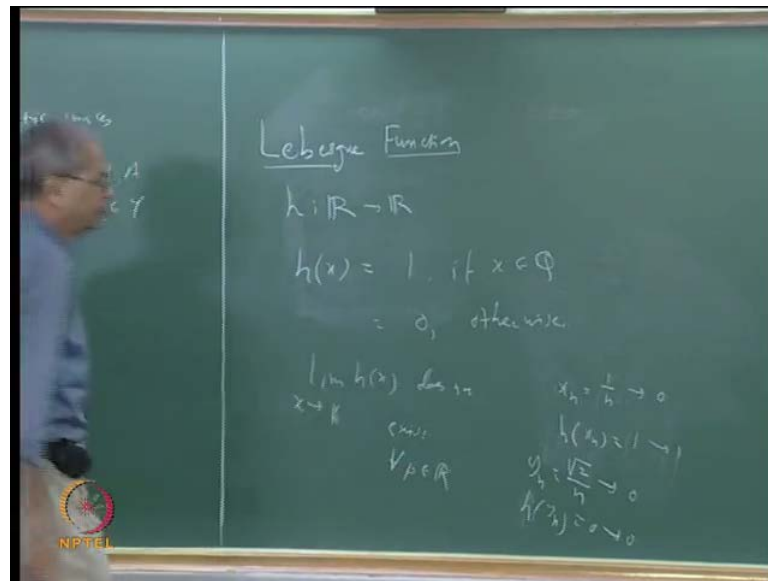 A
Lebesgue Function
h : ℝ → ℝ
h(x) = 1, if x ∈ ℚ
= 0, otherwise
lim h(x) does
x →
exist
∀ p ∈ ℝ
xₙ = 1/n → 0
h(xₙ) = 1 → 1
yₙ = √2/n → 0
h(yₙ) = 0 → 0
NPTEL